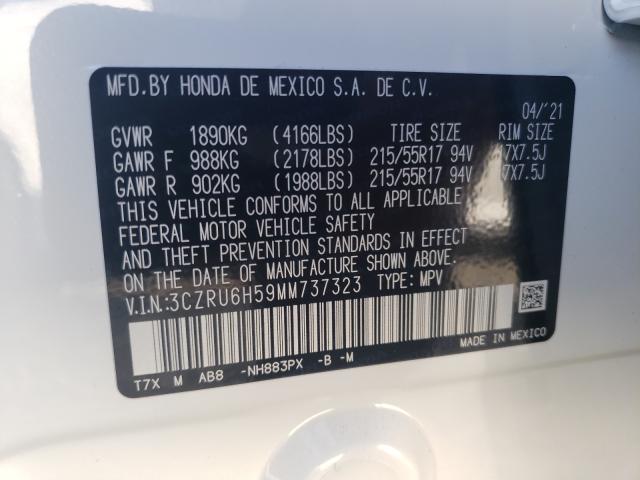 MFD. BY HONDA DE MEXICO S.A. DE C.V.
04/'21
GVWR 1890KG (4166LBS) TIRE SIZE RIM SIZE
GAWR F 988KG (2178LBS) 215/55R17 94V 17X7.5J
GAWR R 902KG (1988LBS) 215/55R17 94V 17X7.5J
THIS VEHICLE CONFORMS TO ALL APPLICABLE
FEDERAL MOTOR VEHICLE SAFETY
AND THEFT PREVENTION STANDARDS IN EFFECT
ON THE DATE OF MANUFACTURE SHOWN ABOVE.
V.I.N.:3CZRU6H59MM737323 TYPE: MPV
T7X M AB8 -NH883PX -B -M
MADE IN MEXICO